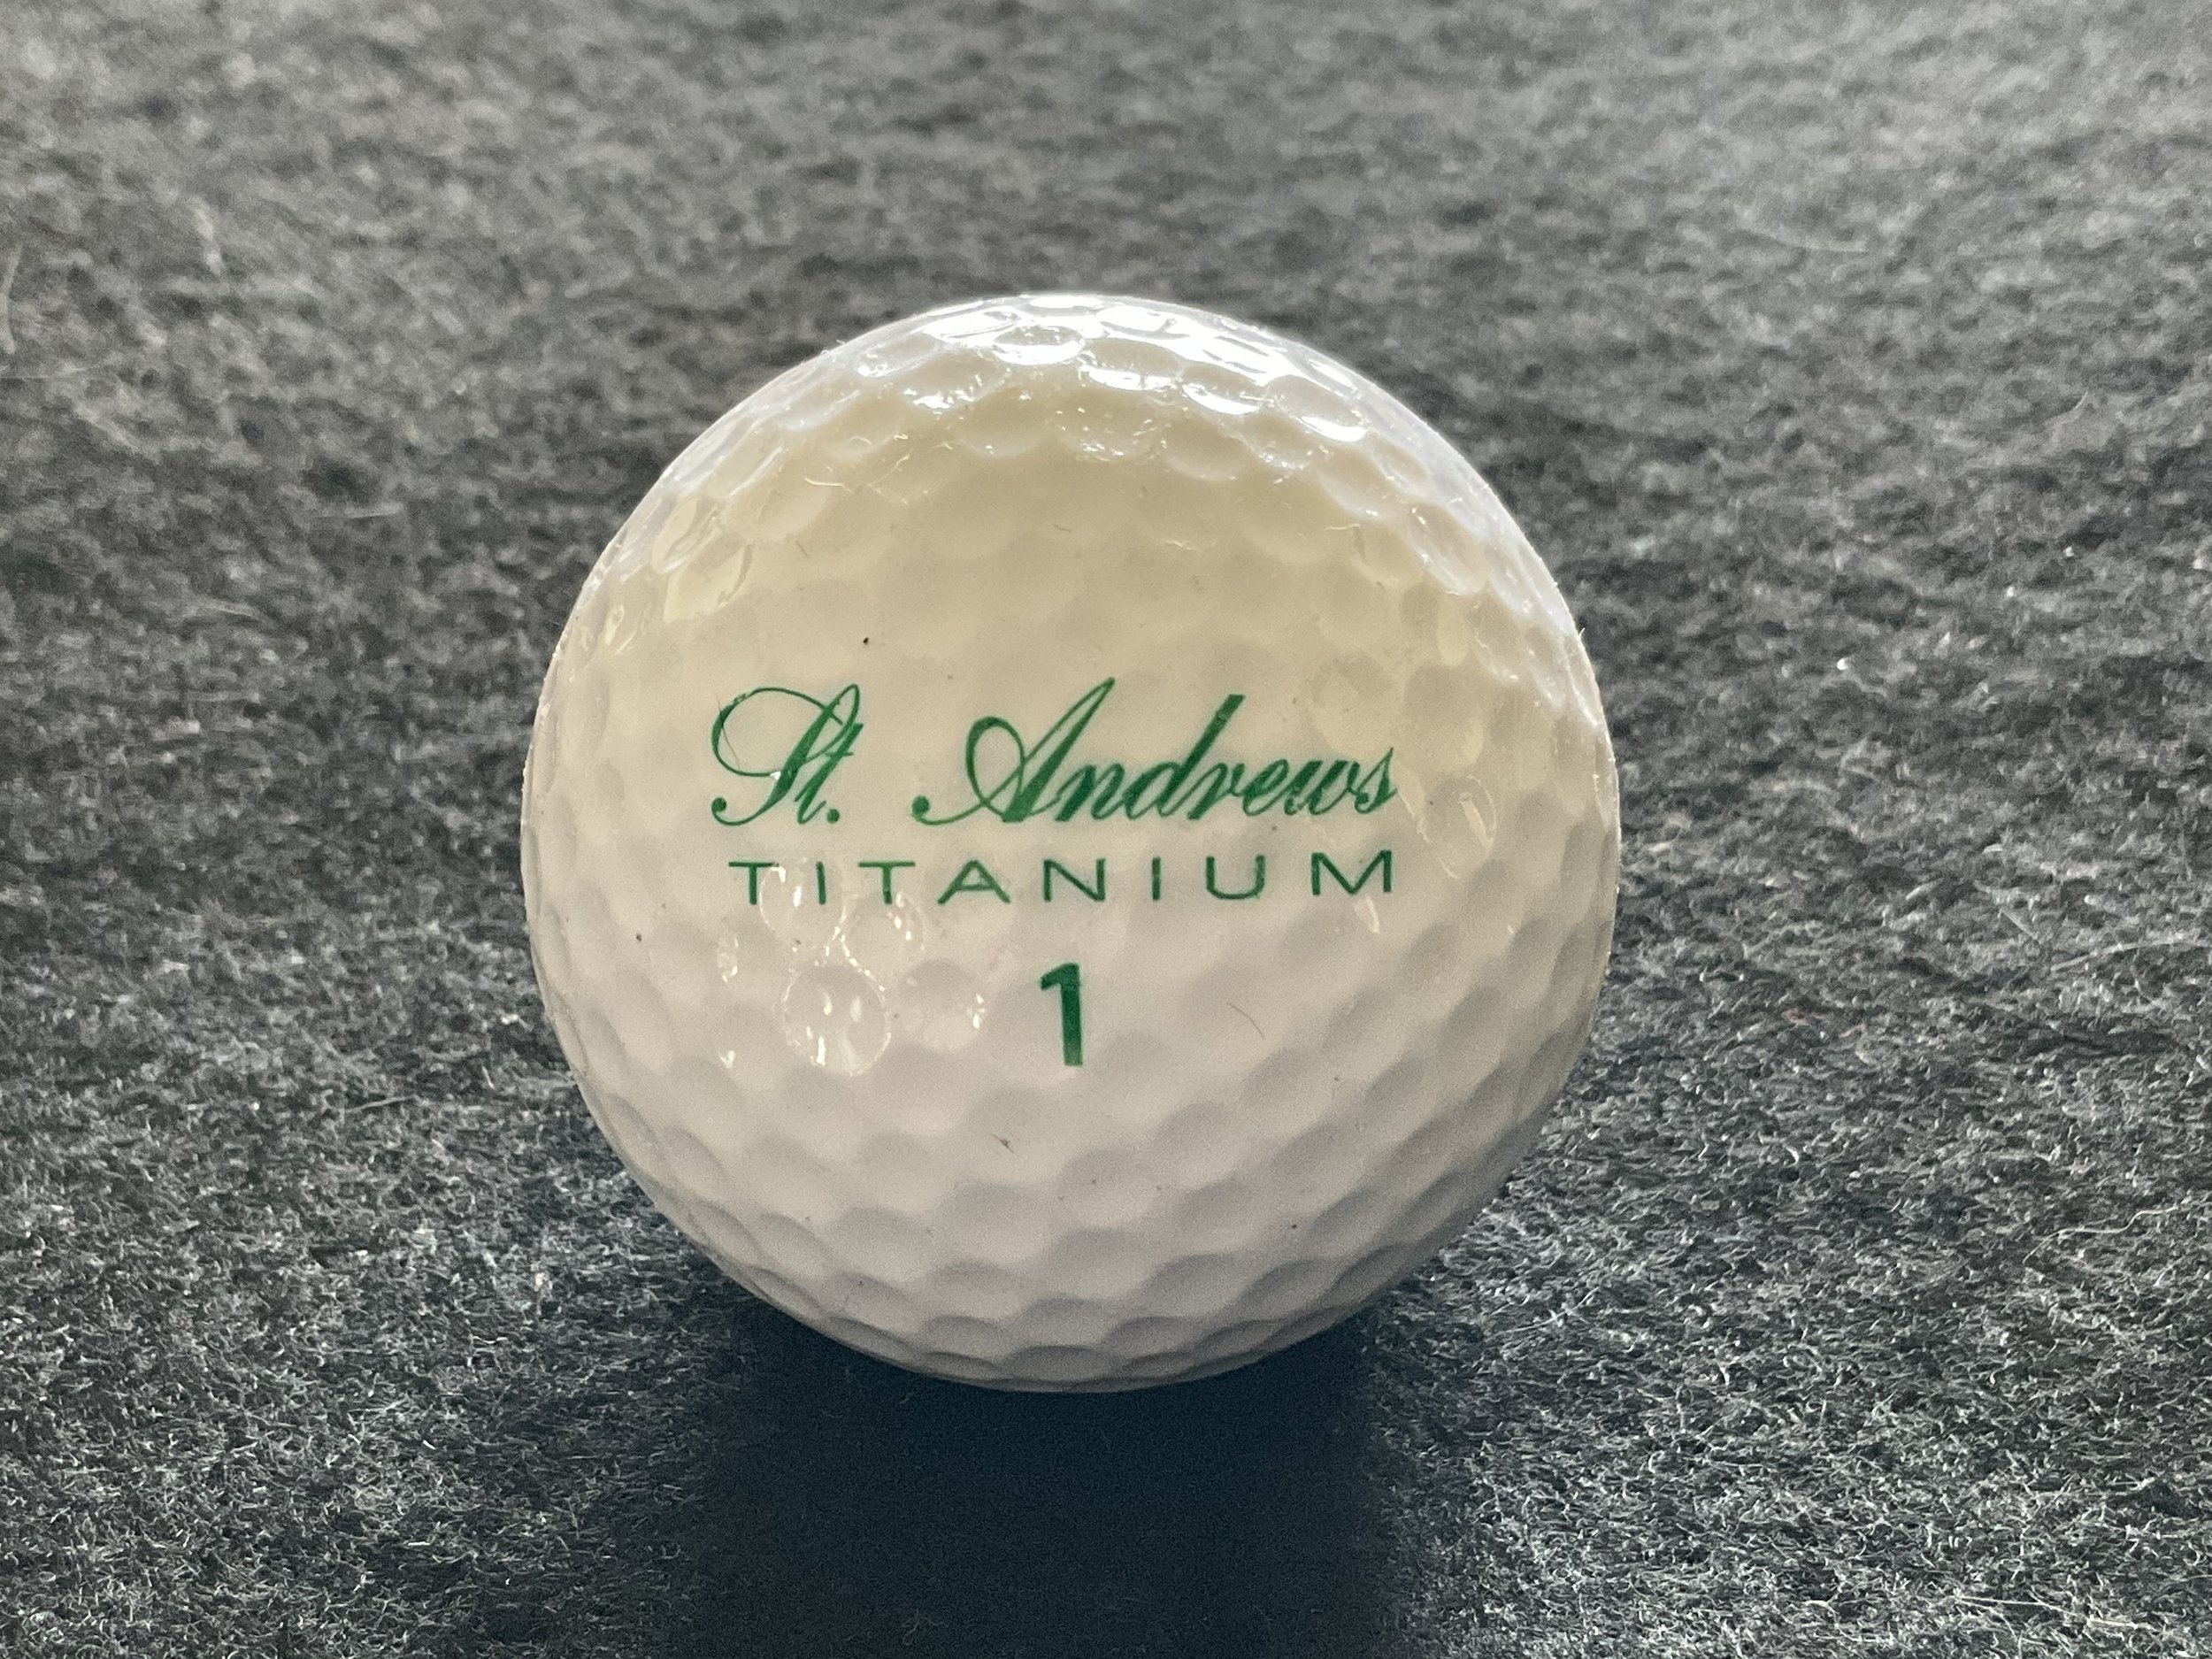 St. Andrews
TITANIUM
1